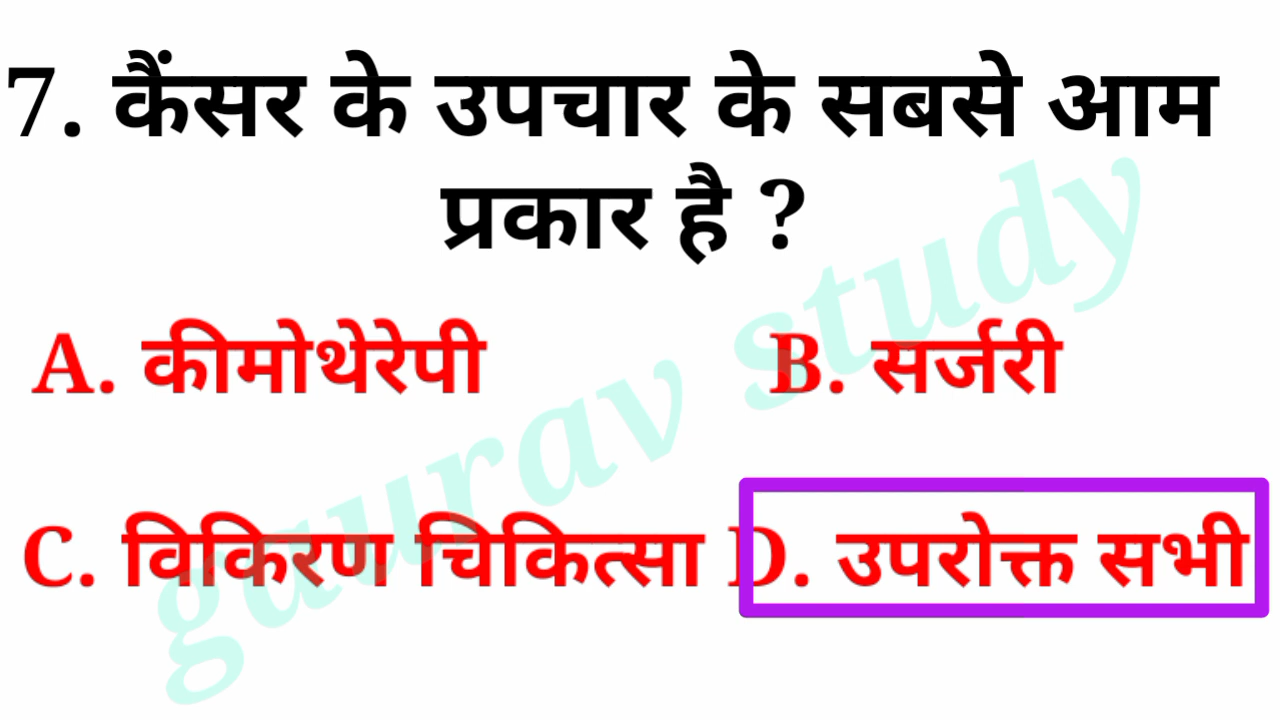 7. कैंसर के उपचार के सबसे आम
प्रकार है ?
A. कीमोथेरेपी B. सर्जरी
C. विकिरण चिकित्सा D. उपरोक्त सभी
gaurav study